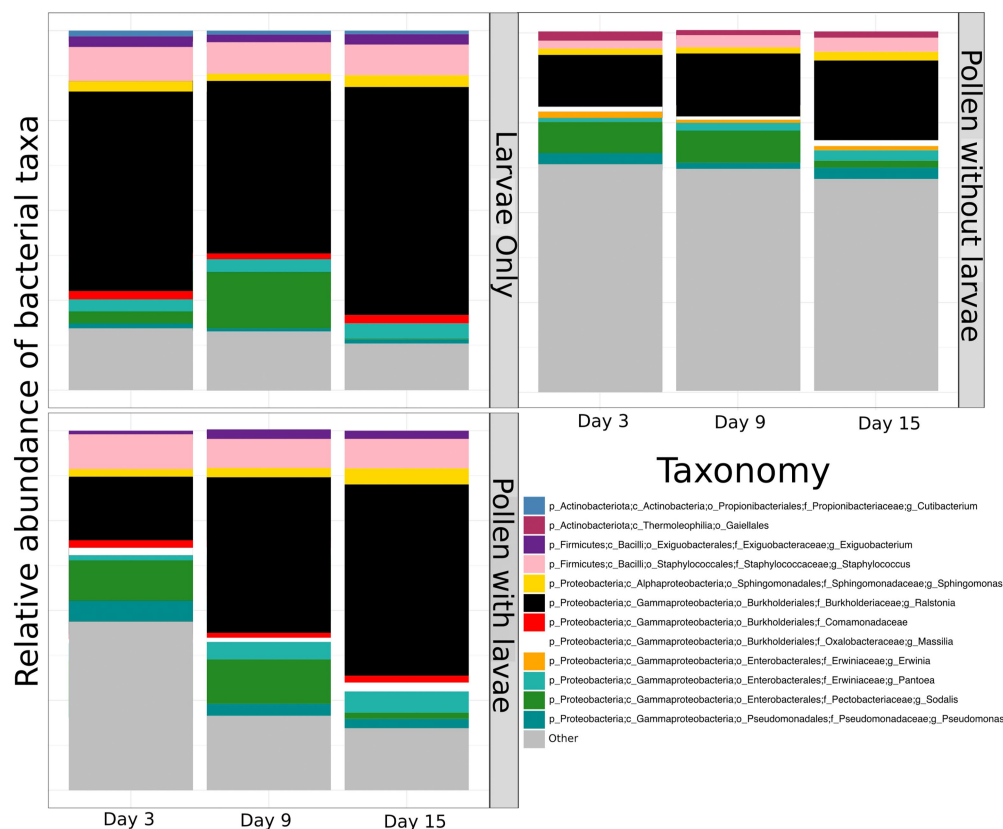 Relative abundance of bacterial taxa
Larvae Only
Pollen without larvae
Day 3
Day 9
Day 15
Pollen with lavae
Day 3
Day 9
Day 15
Taxonomy
p_Actinobacteriota;c_Actinobacteria;o_Propionibacteriales;f_Propionibacteriaceae;g_Cutibacterium
p_Actinobacteriota;c_Thermoleophilia;o_Gaiellales
p_Firmicutes;c_Bacilli;o_Exiguobacterales;f_Exiguobacteraceae;g_Exiguobacterium
p_Firmicutes;c_Bacilli;o_Staphylococcales;f_Staphylococcaceae;g_Staphylococcus
p_Proteobacteria;c_Alphaproteobacteria;o_Sphingomonadales;f_Sphingomonadaceae;g_Sphingomonas
p_Proteobacteria;c_Gammaproteobacteria;o_Burkholderiales;f_Burkholderiaceae;g_Ralstonia
p_Proteobacteria;c_Gammaproteobacteria;o_Burkholderiales;f_Comamonadaceae
p_Proteobacteria;c_Gammaproteobacteria;o_Burkholderiales;f_Oxalobacteraceae;g_Massilia
p_Proteobacteria;c_Gammaproteobacteria;o_Enterobacterales;f_Erwiniaceae;g_Erwinia
p_Proteobacteria;c_Gammaproteobacteria;o_Enterobacterales;f_Erwiniaceae;g_Pantoea
p_Proteobacteria;c_Gammaproteobacteria;o_Enterobacterales;f_Pectobacteriaceae;g_Sodalis
p_Proteobacteria;c_Gammaproteobacteria;o_Pseudomonadales;f_Pseudomonadaceae;g_Pseudomonas
Other